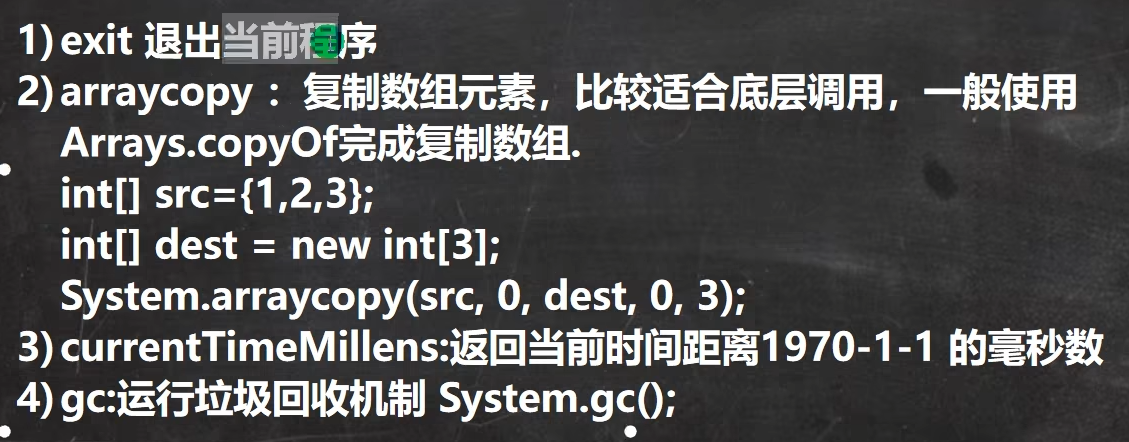 1) exit 退出当前程序
2) arraycopy ：复制数组元素，比较适合底层调用，一般使用
Arrays.copyOf完成复制数组.
int[] src={1,2,3};
int[] dest = new int[3];
System.arraycopy(src, 0, dest, 0, 3);
3) currentTimeMillens:返回当前时间距离1970-1-1 的毫秒数
4) gc:运行垃圾回收机制 System.gc();